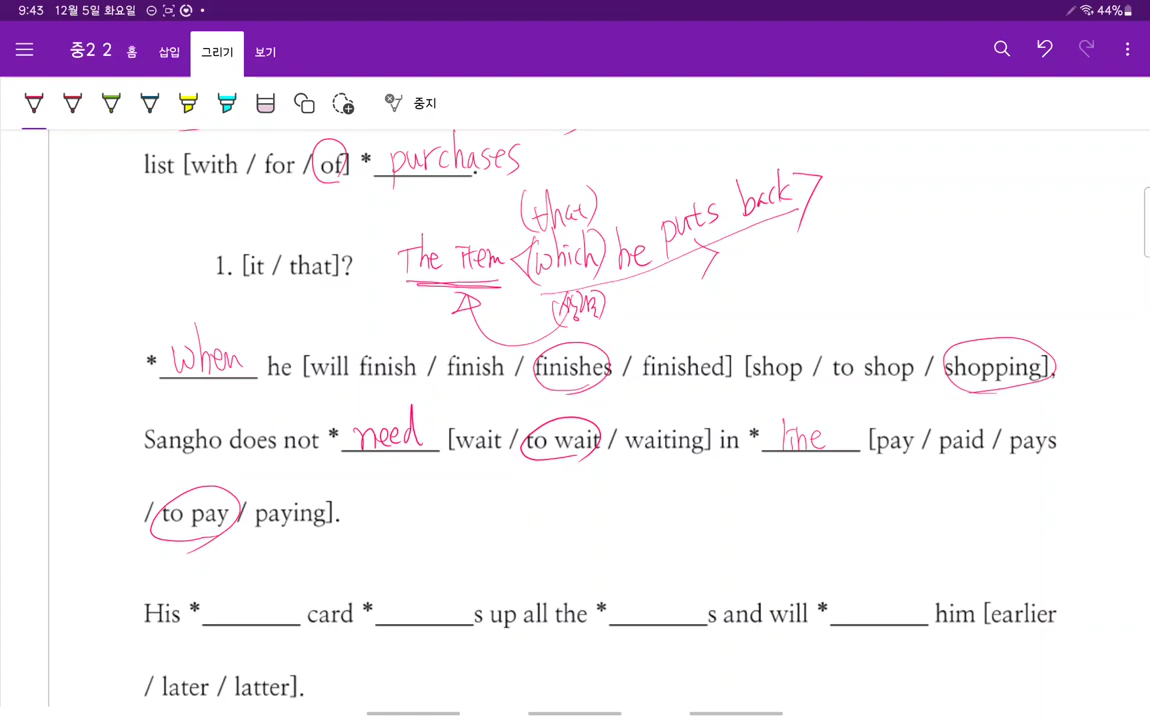 9:43 12월 5일 화요일 44%
중2 2 홈 삽입 그리기 보기
중지
list [with / for / of] * purchases.
(that)
1. [it / that]? The item (which) he puts back
* when he [will finish / finish / finishes / finished] [shop / to shop / shopping],
Sangho does not * need [wait / to wait / waiting] in * line [pay / paid / pays
/ to pay / paying].
His *________ card *________s up all the *________s and will *________ him [earlier
/ later / latter].